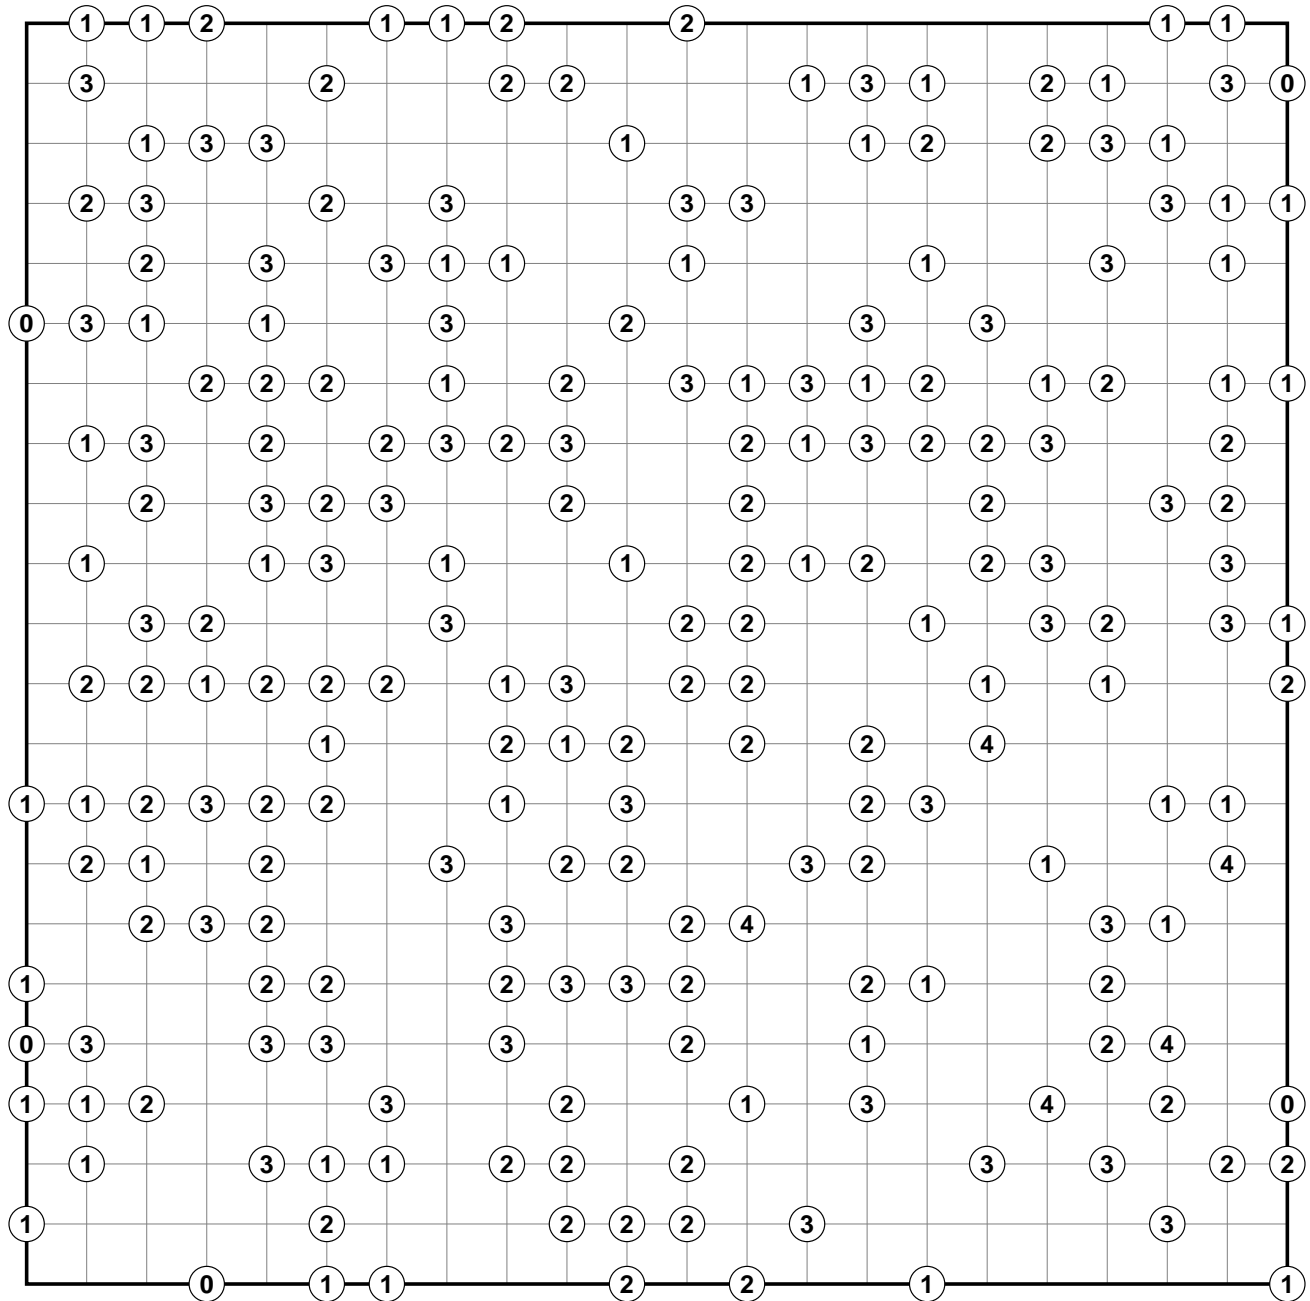 1 1 2 1 1 2 2 1 1
3 2 2 2 1 3 1 2 1 3 0
1 3 3 1 1 2 2 3 1
2 3 2 3 3 3 3 1 1
2 3 3 1 1 1 1 3 1
0 3 1 1 3 2 3 3
2 2 2 1 2 3 1 3 1 2 1 2 1 1
1 3 2 2 3 2 3 2 1 3 2 2 3 2
2 3 2 3 2 2 2 3 2
1 1 3 1 1 2 1 2 2 3 3
3 2 3 2 2 1 3 2 3 1
2 2 1 2 2 2 1 3 2 2 1 1 2
1 2 1 2 2 2 4
1 1 2 3 2 2 1 3 2 3 1 1
2 1 2 3 2 2 3 2 1 4
2 3 2 3 2 4 3 1
1 2 2 2 3 3 2 2 1 2
0 3 3 3 3 2 1 2 4
1 1 2 3 2 1 3 4 2 0
1 3 1 1 2 2 2 3 3 2 2
1 2 2 2 2 3 3
0 1 1 2 2 1 1